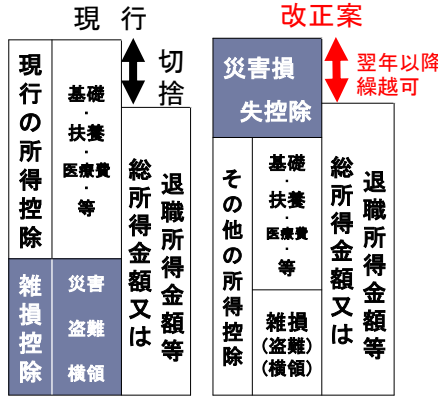 現行
切捨
現行の所得控除
基礎
・
扶養
・
医療費
・
等
雑損控除
災害
盗難
横領
退職所得金額等
総所得金額又は
改正案
翌年以降
繰越可
災害損
失控除
その他の所得控除
基礎
・
扶養
・
医療費
・
等
雑損
(盗難)
(横領)
退職所得金額等
総所得金額又は